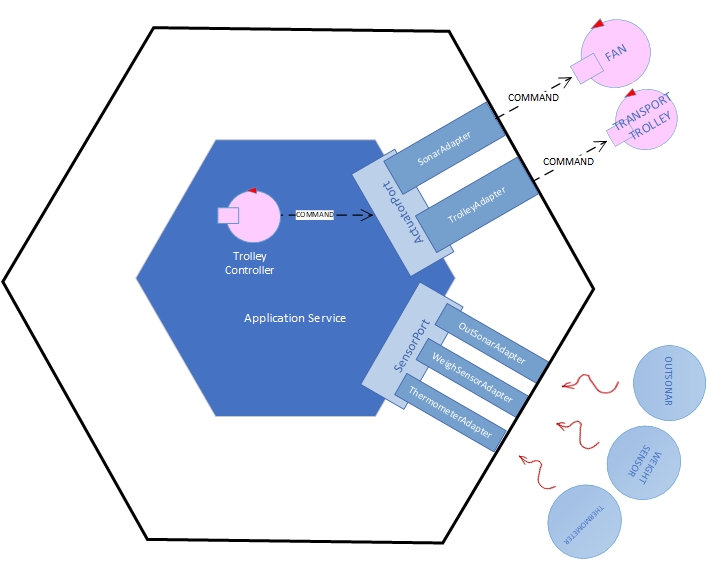 FAN
COMMAND
TRANSPORT
TROLLEY
SonarAdapter
COMMAND
ActuatorPort
TrolleyAdapter
COMMAND
Trolley
Controller
Application Service
SensorPort
OutSonarAdapter
WeighSensorAdapter
ThermometerAdapter
OUTSONAR
WEIGHT
SENSOR
THERMOMETER